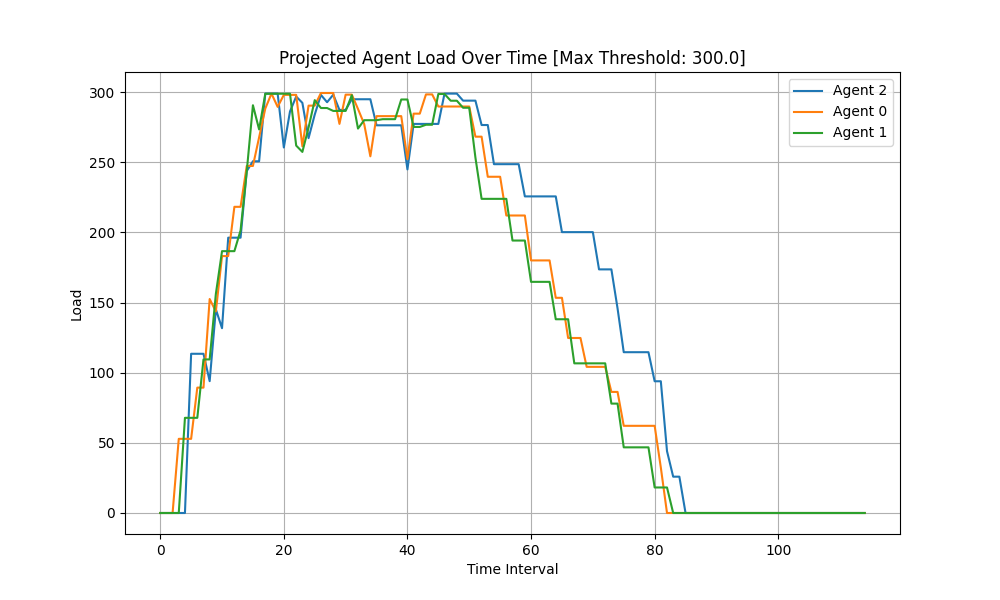 Projected Agent Load Over Time [Max Threshold: 300.0]
Agent 2
Agent 0
Agent 1
Load
300
250
200
150
100
50
0
0 20 40 60 80 100
Time Interval